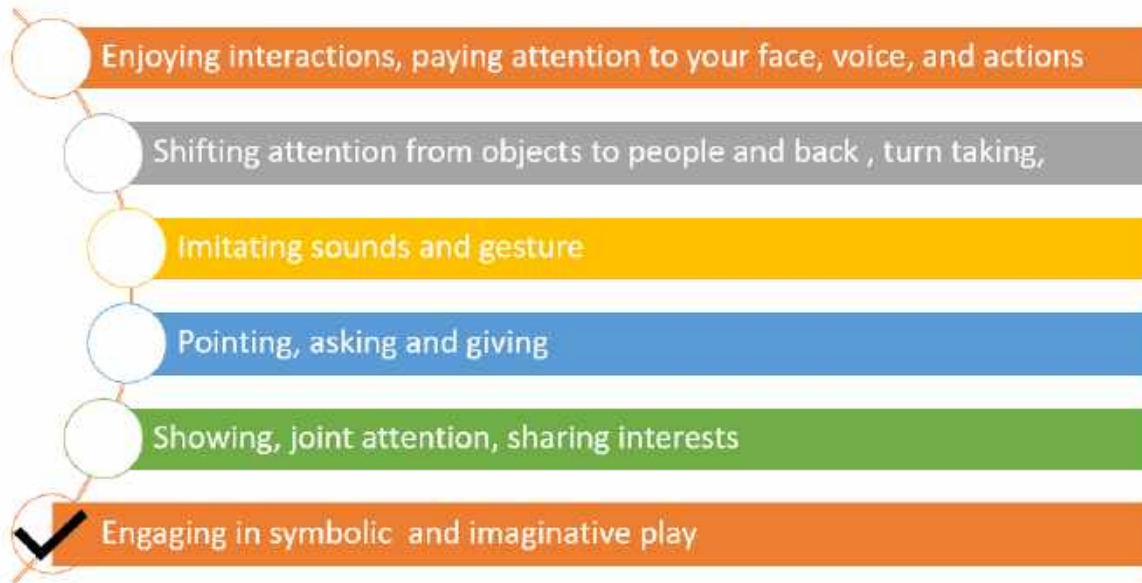 Enjoying interactions, paying attention to your face, voice, and actions
Shifting attention from objects to people and back , turn taking,
Imitating sounds and gesture
Pointing, asking and giving
Showing, joint attention, sharing interests
Engaging in symbolic and imaginative play